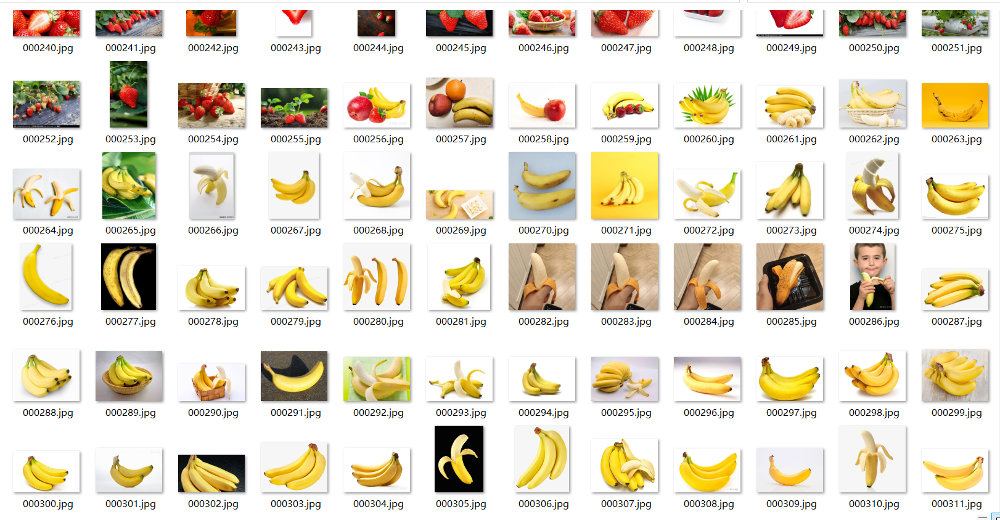 000240.jpg 000241.jpg 000242.jpg 000243.jpg 000244.jpg 000245.jpg 000246.jpg 000247.jpg 000248.jpg 000249.jpg 000250.jpg 000251.jpg
000252.jpg 000253.jpg 000254.jpg 000255.jpg 000256.jpg 000257.jpg 000258.jpg 000259.jpg 000260.jpg 000261.jpg 000262.jpg 000263.jpg
000264.jpg 000265.jpg 000266.jpg 000267.jpg 000268.jpg 000269.jpg 000270.jpg 000271.jpg 000272.jpg 000273.jpg 000274.jpg 000275.jpg
000276.jpg 000277.jpg 000278.jpg 000279.jpg 000280.jpg 000281.jpg 000282.jpg 000283.jpg 000284.jpg 000285.jpg 000286.jpg 000287.jpg
000288.jpg 000289.jpg 000290.jpg 000291.jpg 000292.jpg 000293.jpg 000294.jpg 000295.jpg 000296.jpg 000297.jpg 000298.jpg 000299.jpg
000300.jpg 000301.jpg 000302.jpg 000303.jpg 000304.jpg 000305.jpg 000306.jpg 000307.jpg 000308.jpg 000309.jpg 000310.jpg 000311.jpg